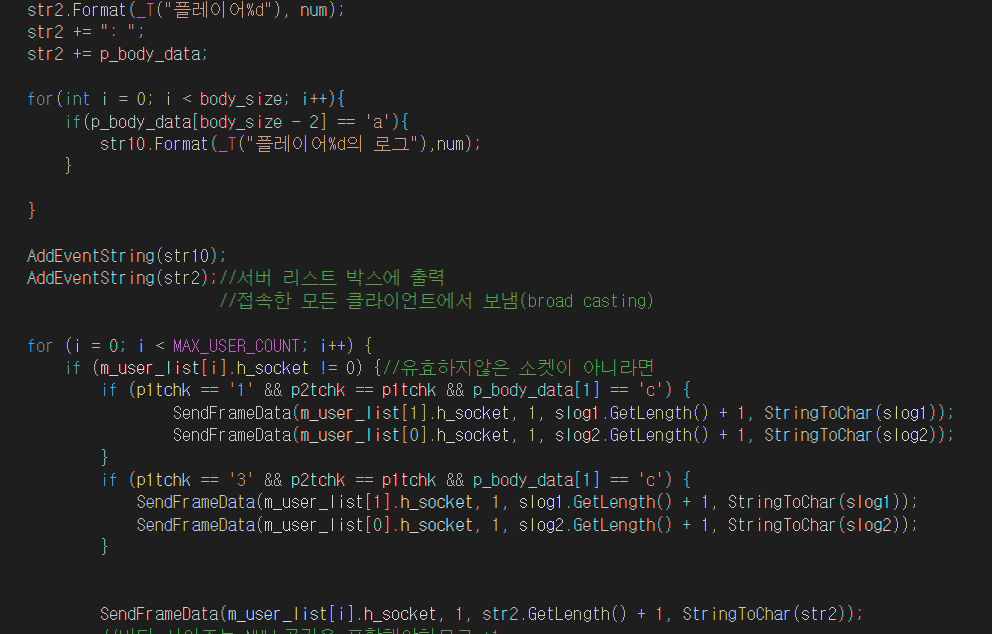 str2.Format(_T("플레이어%d"), num);
str2 += ": ";
str2 += p_body_data;
for(int i = 0; i < body_size; i++){
if(p_body_data[body_size - 2] == 'a'){
str10.Format(_T("플레이어%d의 로그"),num);
}
}
AddEventString(str10);
AddEventString(str2);//서버 리스트 박스에 출력
//접속한 모든 클라이언트에서 보냄(broad casting)
for (i = 0; i < MAX_USER_COUNT; i++) {
if (m_user_list[i].h_socket != 0) {//유효하지않은 소켓이 아니라면
if (p1tchk == '1' && p2tchk == p1tchk && p_body_data[1] == 'c') {
SendFrameData(m_user_list[1].h_socket, 1, slog1.GetLength() + 1, StringToChar(slog1));
SendFrameData(m_user_list[0].h_socket, 1, slog2.GetLength() + 1, StringToChar(slog2));
}
if (p1tchk == '3' && p2tchk == p1tchk && p_body_data[1] == 'c') {
SendFrameData(m_user_list[1].h_socket, 1, slog1.GetLength() + 1, StringToChar(slog1));
SendFrameData(m_user_list[0].h_socket, 1, slog2.GetLength() + 1, StringToChar(slog2));
}
SendFrameData(m_user_list[i].h_socket, 1, str2.GetLength() + 1, StringToChar(str2));